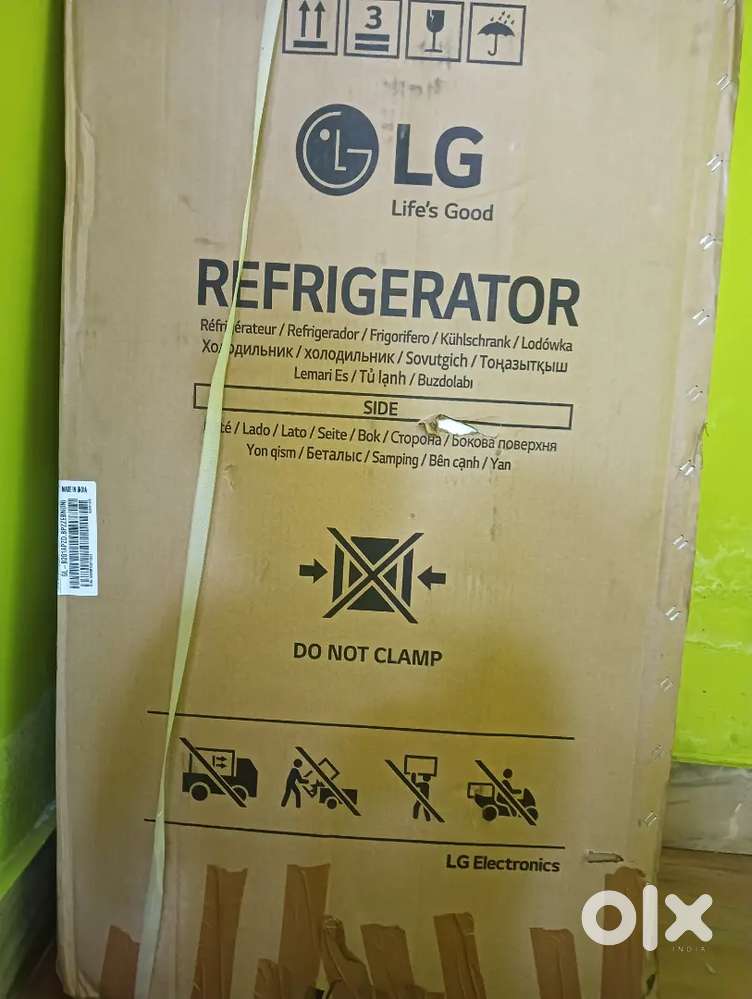 3
LG
Life's Good
REFRIGERATOR
Réfrigérateur / Refrigerador / Frigorifero / Kühlschrank / Lodówka
Холодильник / холодильник / Sovutgich / Тоңазытқыш
Lemari Es / Tủ lạnh / Buzdolabı
SIDE
/ Lado / Lato / Seite / Bok / Сторона / Бокова поверхня
Yon qism / Беталыс / Samping / Bên cạnh / Yan
MADE IN INDIA
DO NOT CLAMP
LG Electronics
olx
INDIA